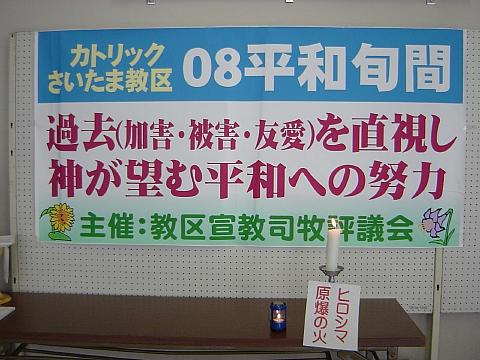 カトリック
さいたま教区
08平和旬間
過去(加害・被害・友愛)を直視し
神が望む平和への努力
主催:教区宣教司牧評議会
ヒロシマ
原爆の火